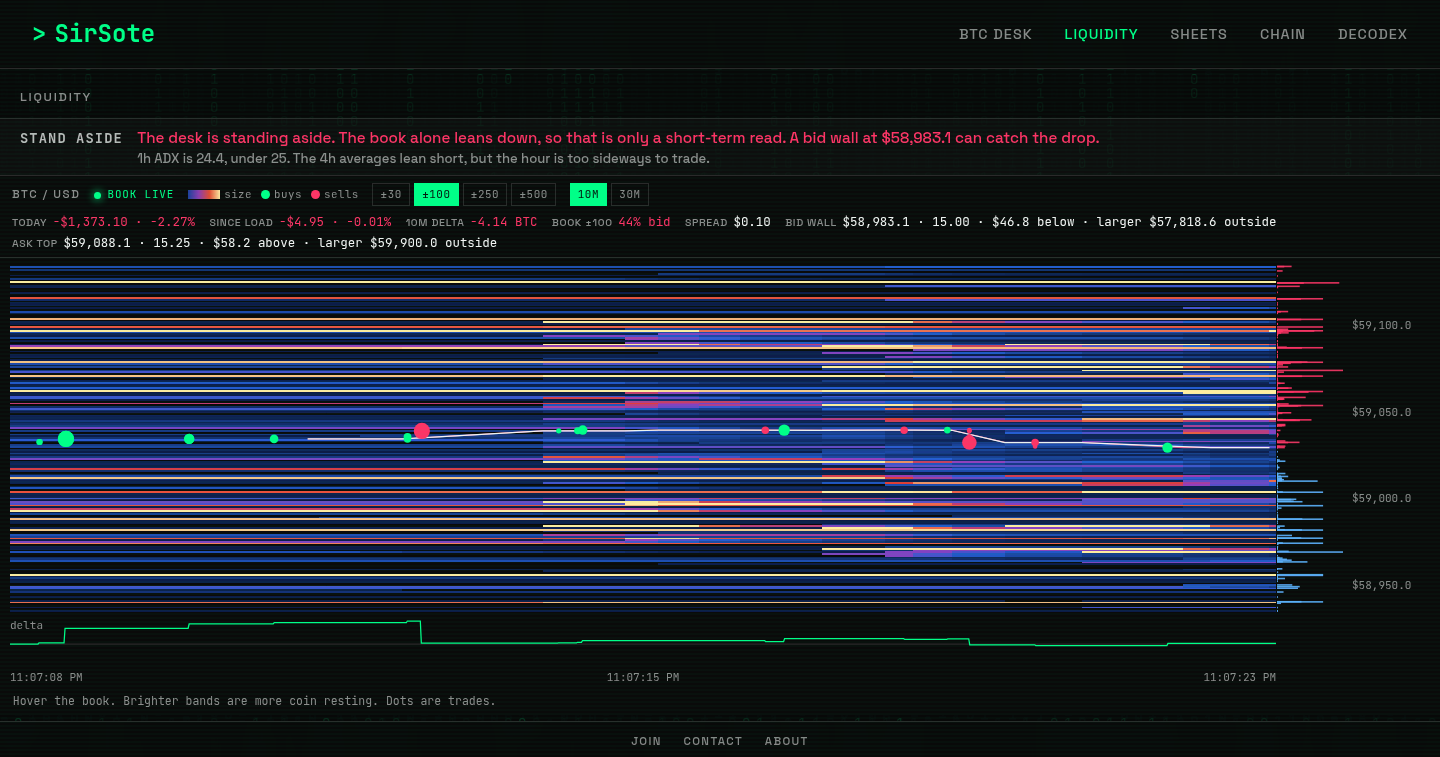 > SirSote
BTC DESK LIQUIDITY SHEETS CHAIN DECODEX
LIQUIDITY
STAND ASIDE The desk is standing aside. The book alone leans down, so that is only a short-term read. A bid wall at $58,983.1 can catch the drop.
1h ADX is 24.4, under 25. The 4h averages lean short, but the hour is too sideways to trade.
BTC / USD BOOK LIVE size buys sells ±30 ±100 ±250 ±500 10M 30M
TODAY -$1,373.10 · -2.27% SINCE LOAD -$4.95 · -0.01% 10M DELTA -4.14 BTC BOOK ±100 44% bid SPREAD $0.10 BID WALL $58,983.1 · 15.00 · $46.8 below · larger $57,818.6 outside
ASK TOP $59,088.1 · 15.25 · $58.2 above · larger $59,900.0 outside
$59,100.0
$59,050.0
$59,000.0
$58,950.0
delta
11:07:08 PM 11:07:15 PM 11:07:23 PM
Hover the book. Brighter bands are more coin resting. Dots are trades.
JOIN CONTACT ABOUT